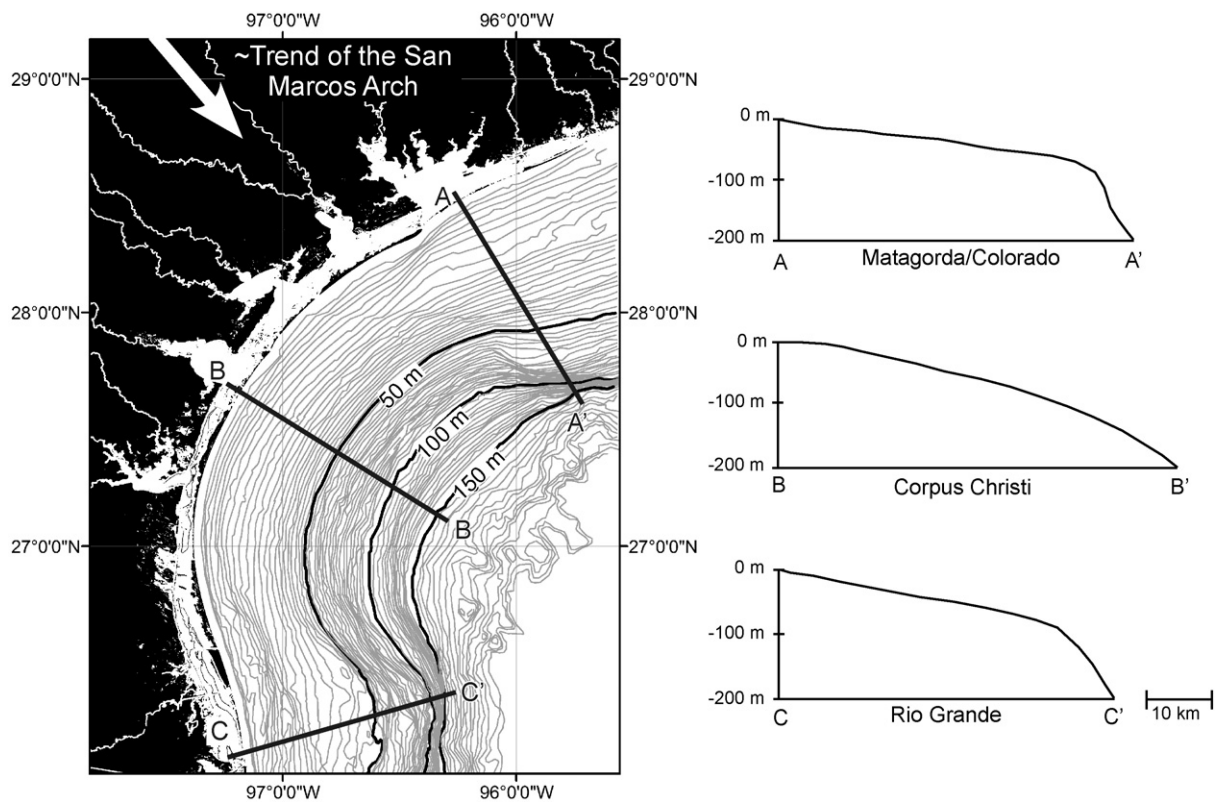 97°0'0"W 96°0'0"W
~Trend of the San
Marcos Arch
29°0'0"N 29°0'0"N
A
28°0'0"N 28°0'0"N
B
50 m
100 m
150 m
A'
B
27°0'0"N 27°0'0"N
C'
C
97°0'0"W 96°0'0"W
0 m
-100 m
-200 m
A A'
Matagorda/Colorado
0 m
-100 m
-200 m
B B'
Corpus Christi
0 m
-100 m
-200 m
C C'
Rio Grande
10 km